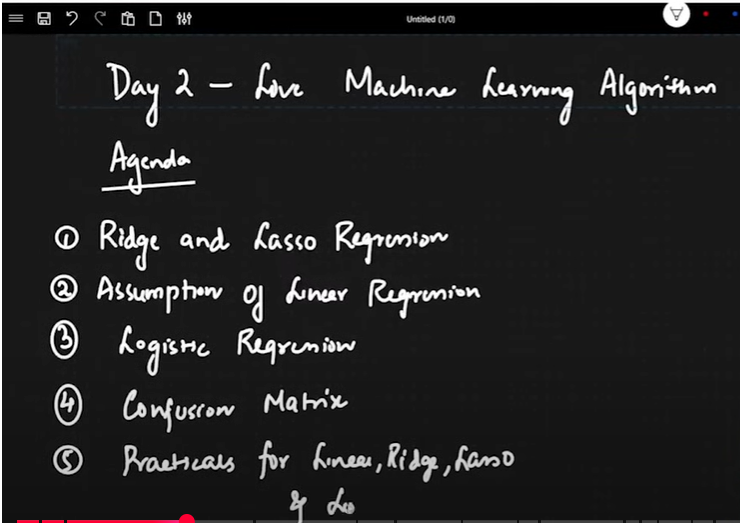 Untitled (1/0)
Day 2 - Live Machine Learning Algorithm
Agenda
① Ridge and Lasso Regression
② Assumption of Linear Regression
③ Logistic Regression
④ Confusion Matrix
⑤ Practicals for Linear, Ridge, Lasso
& Lo